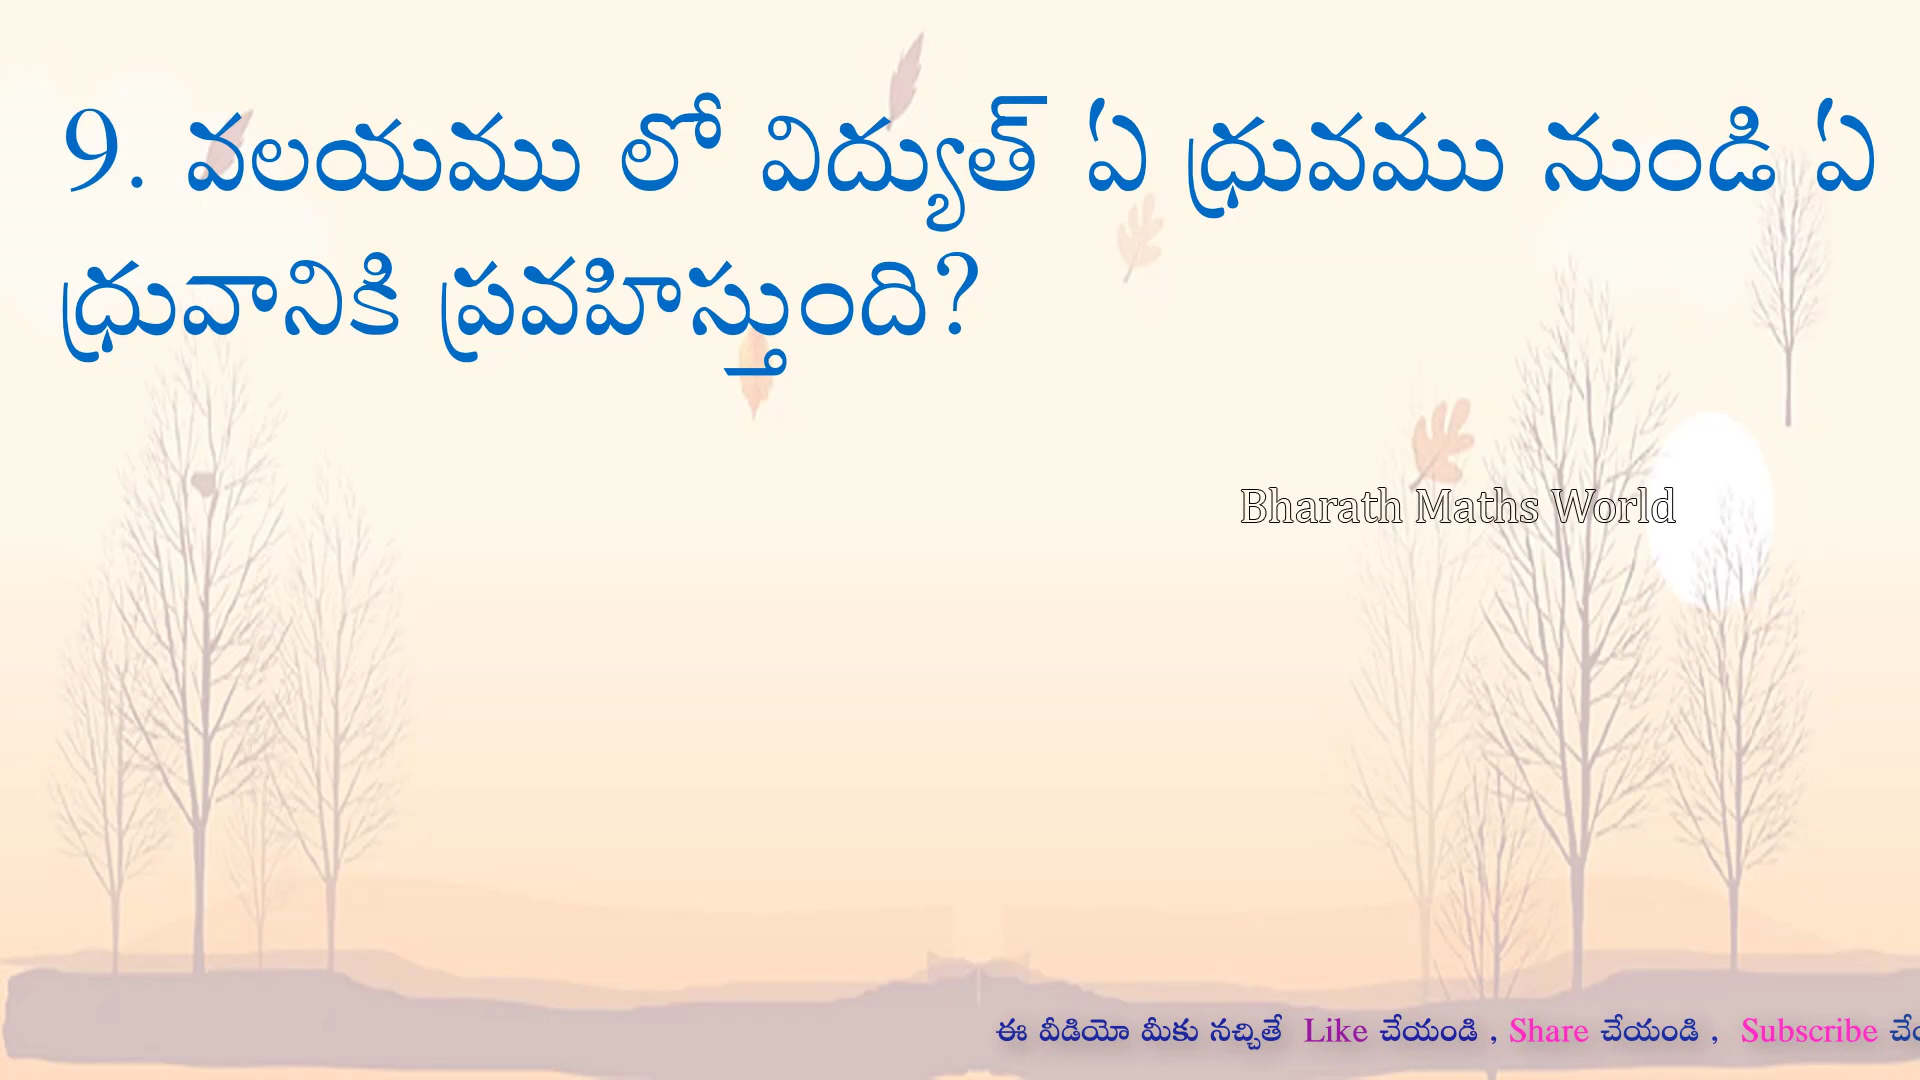 9. వలయము లో విద్యుత్ ఏ ధ్రువము నుండి ఏ
ధ్రువానికి ప్రవహిస్తుంది?
Bharath Maths World
ఈ వీడియో మీకు నచ్చితే Like చేయండి , Share చేయండి , Subscribe